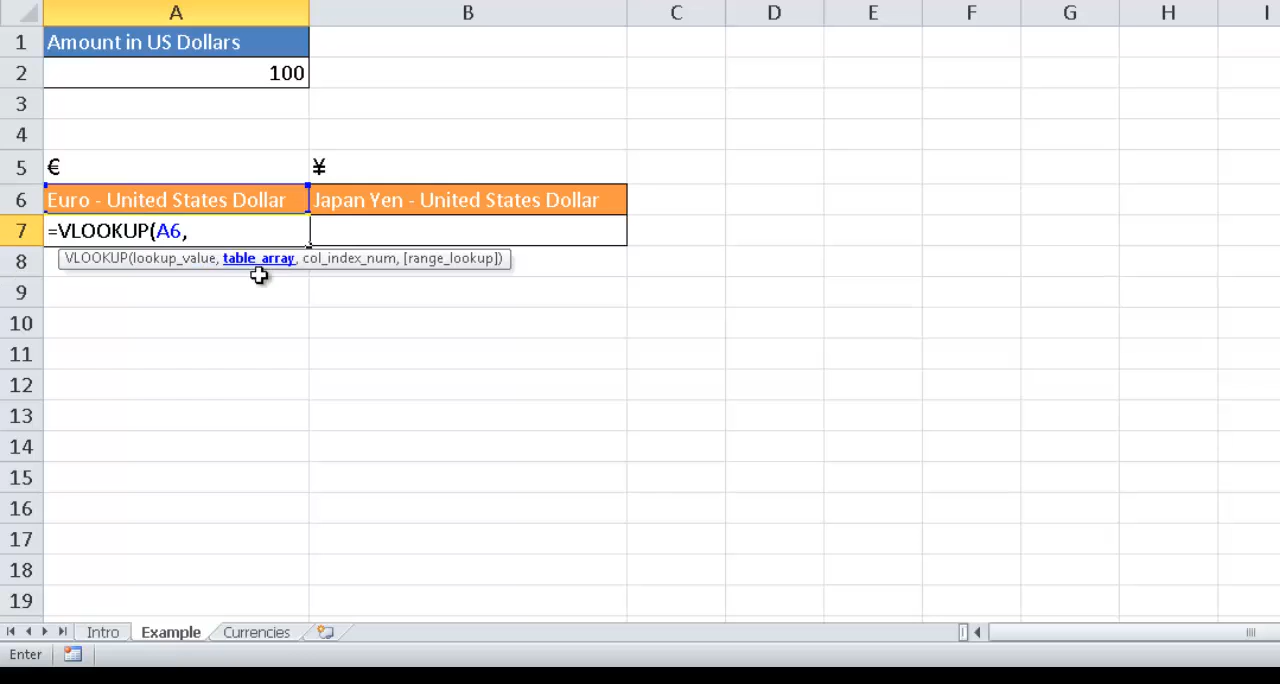 A B C D E F G H I
1 Amount in US Dollars
2 100
3
4
5 € ¥
6 Euro - United States Dollar Japan Yen - United States Dollar
7 =VLOOKUP(A6,
8 VLOOKUP(lookup_value, table_array, col_index_num, [range_lookup])
9
10
11
12
13
14
15
16
17
18
19
Intro Example Currencies
Enter